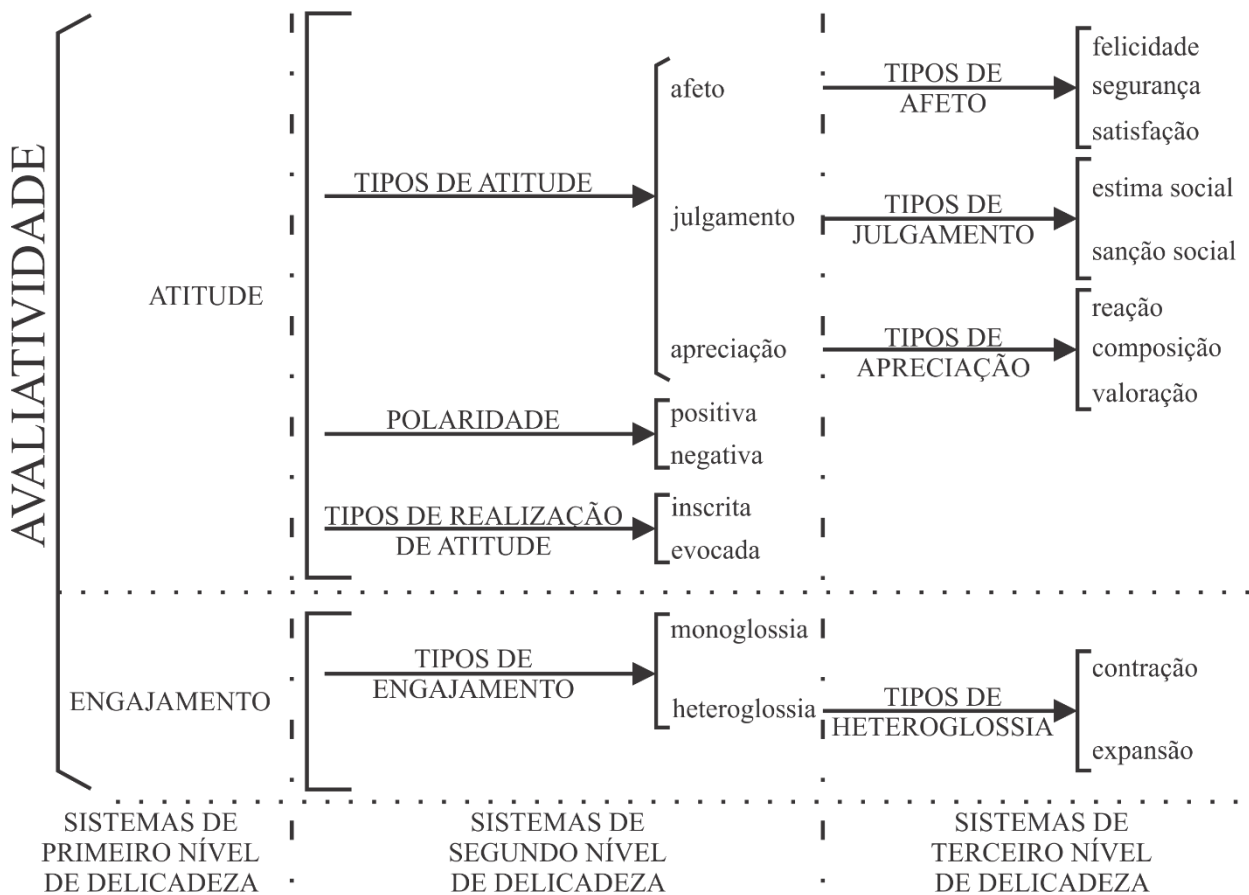 AVALIATIVIDADE
ATITUDE
TIPOS DE ATITUDE
afeto
julgamento
apreciação
TIPOS DE
AFETO
felicidade
segurança
satisfação
TIPOS DE
JULGAMENTO
estima social
sanção social
TIPOS DE
APRECIAÇÃO
reação
composição
valoração
POLARIDADE
positiva
negativa
TIPOS DE REALIZAÇÃO
DE ATITUDE
inscrita
evocada
ENGAJAMENTO
TIPOS DE
ENGAJAMENTO
monoglossia
heteroglossia
TIPOS DE
HETEROGLOSSIA
contração
expansão
SISTEMAS DE
PRIMEIRO NÍVEL
DE DELICADEZA
SISTEMAS DE
SEGUNDO NÍVEL
DE DELICADEZA
SISTEMAS DE
TERCEIRO NÍVEL
DE DELICADEZA